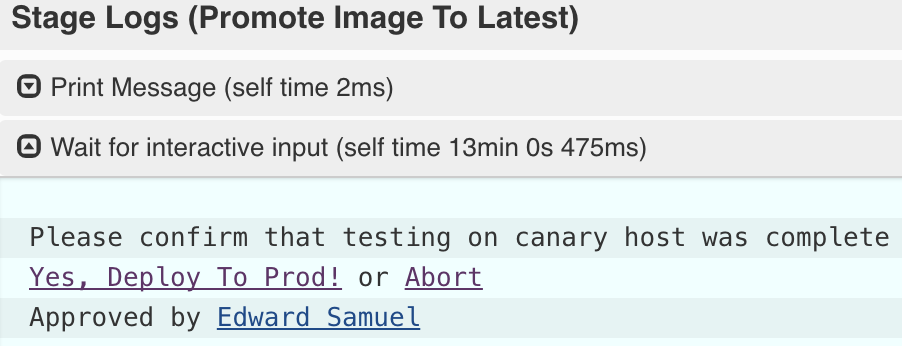 Stage Logs (Promote Image To Latest)
Print Message (self time 2ms)
Wait for interactive input (self time 13min 0s 475ms)
Please confirm that testing on canary host was complete
Yes, Deploy To Prod! or Abort
Approved by Edward Samuel